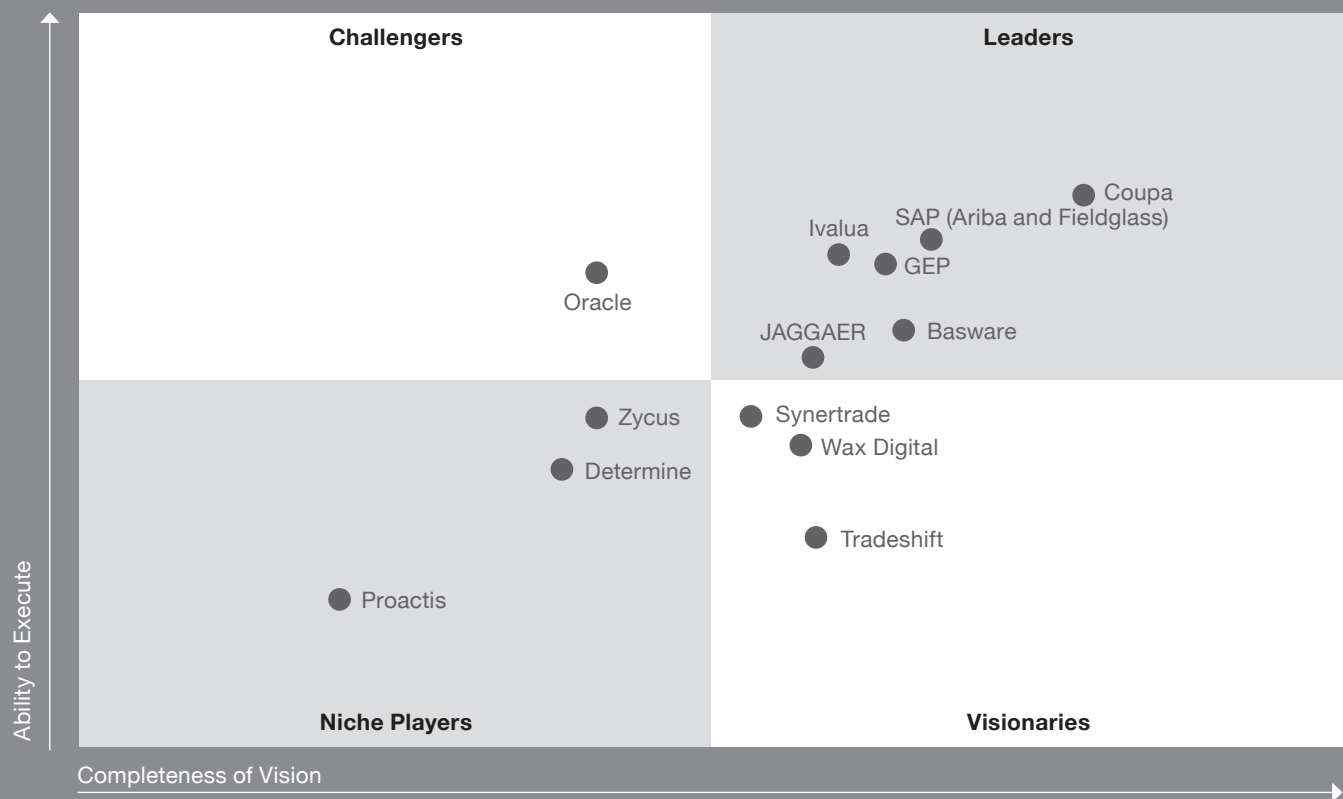 Challengers
Leaders
Coupa
SAP (Ariba and Fieldglass)
Ivalua
GEP
Oracle
JAGGAER
Basware
Zycus
Synertrade
Wax Digital
Determine
Tradeshift
Proactis
Ability to Execute
Niche Players
Visionaries
Completeness of Vision